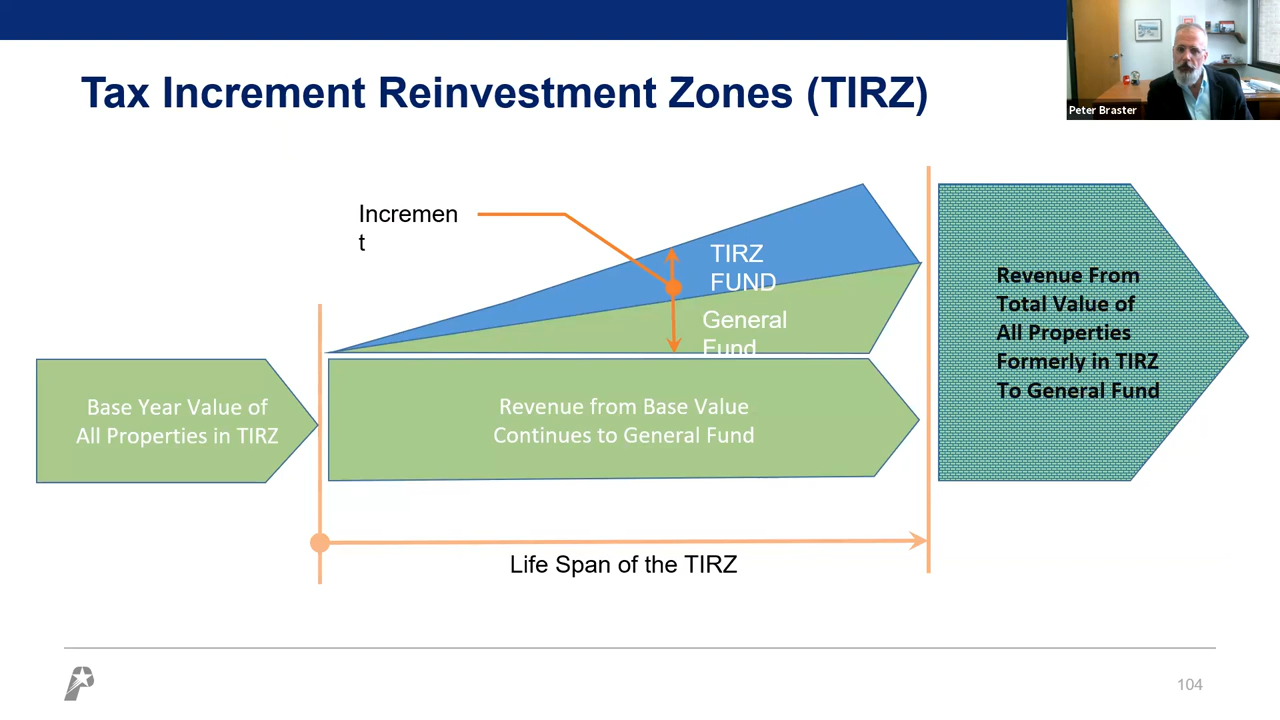 Tax Increment Reinvestment Zones (TIRZ)
Peter Braster
Incremen
t
TIRZ
FUND
General
Fund
Base Year Value of
All Properties in TIRZ
Revenue from Base Value
Continues to General Fund
Revenue From
Total Value of
All Properties
Formerly in TIRZ
To General Fund
Life Span of the TIRZ
P
104